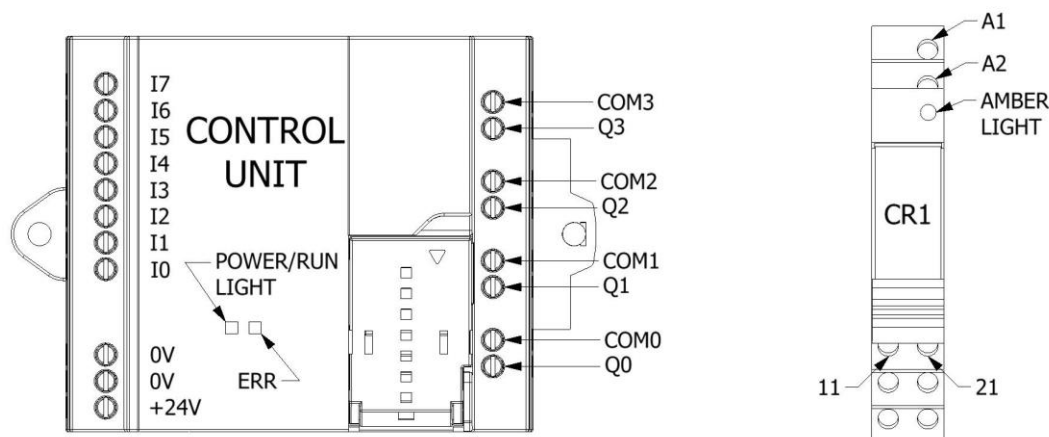 I7
I6
I5
I4
I3
I2
I1
I0
0V
0V
+24V
CONTROL
UNIT
POWER/RUN
LIGHT
ERR
COM3
Q3
COM2
Q2
COM1
Q1
COM0
Q0
A1
A2
AMBER
LIGHT
CR1
11
21